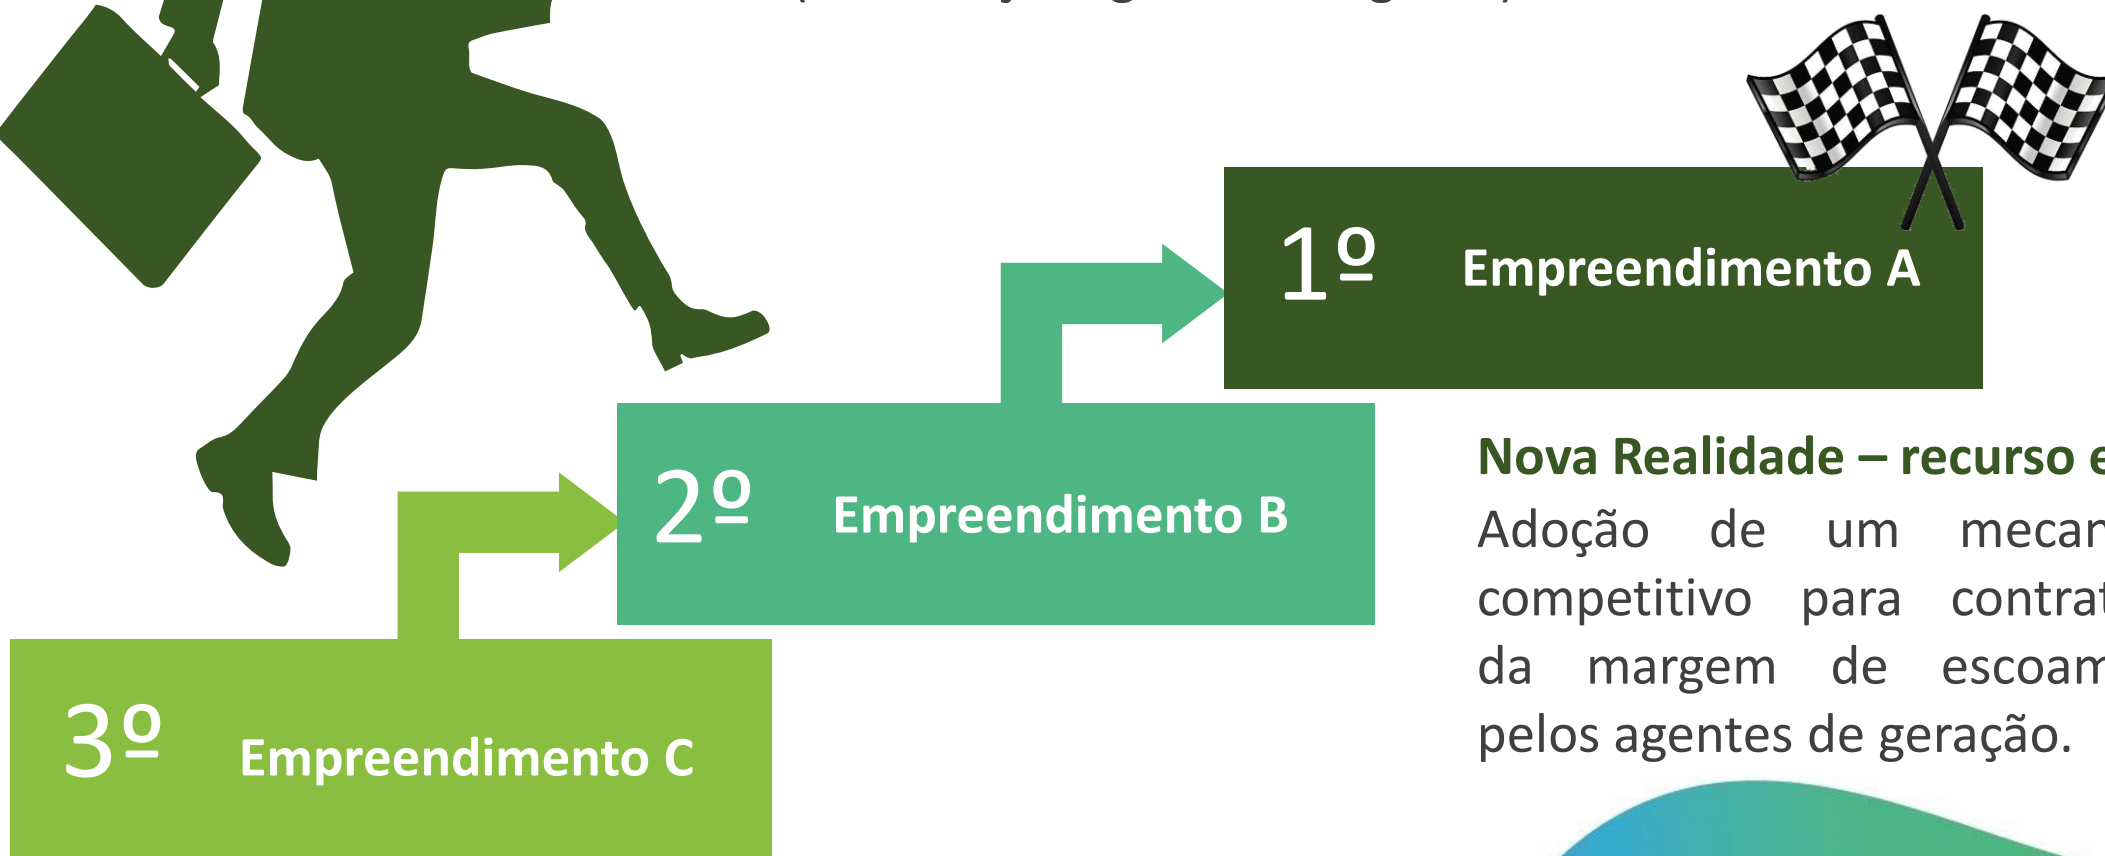 1º Empreendimento A
2º Empreendimento B
3º Empreendimento C
Nova Realidade – recurso
Adoção de um
competitivo para
da margem de
pelos agentes de geração.